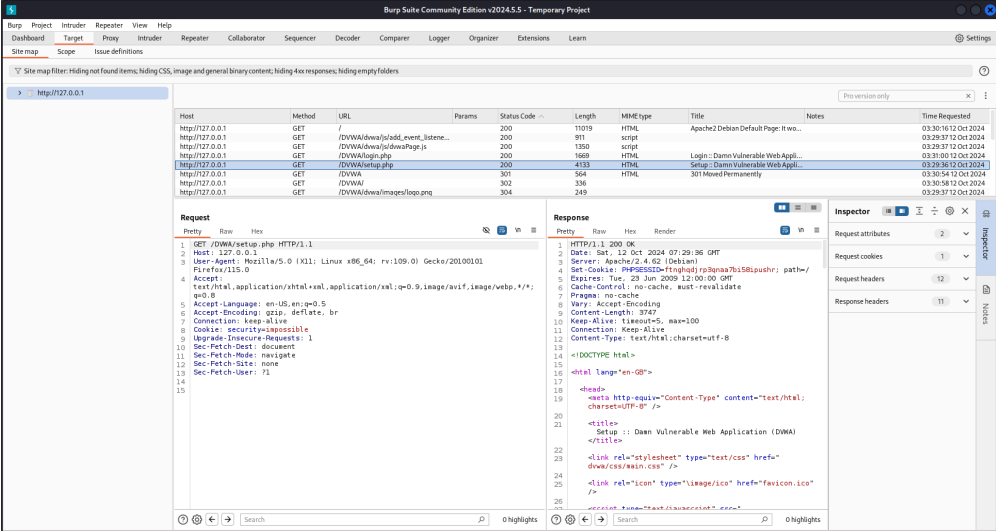 Burp Suite Community Edition v2024.5.5 - Temporary Project
Burp Project Intruder Repeater View Help
Dashboard Target Proxy Intruder Repeater Collaborator Sequencer Decoder Comparer Logger Organizer Extensions Learn Settings
Site map Scope Issue definitions
Site map filter: Hiding not found items; hiding CSS, image and general binary content; hiding 4xx responses; hiding empty folders
http://127.0.0.1
Pro version only
Host Method URL Params Status Code Length MIME type Title Notes Time Requested
http://127.0.0.1 GET / 200 11019 HTML Apache2 Debian Default Page: It wo... 03:30:16 12 Oct 2024
http://127.0.0.1 GET /DVWA/dvwa/js/add_event_listene... 200 911 script 03:29:37 12 Oct 2024
http://127.0.0.1 GET /DVWA/dvwa/js/dvwaPage.js 200 1350 script 03:29:37 12 Oct 2024
http://127.0.0.1 GET /DVWA/login.php 200 1669 HTML Login :: Damn Vulnerable Web Appli... 03:31:00 12 Oct 2024
http://127.0.0.1 GET /DVWA/setup.php 200 4133 HTML Setup :: Damn Vulnerable Web Appli... 03:29:36 12 Oct 2024
http://127.0.0.1 GET /DVWA 301 564 HTML 301 Moved Permanently 03:30:54 12 Oct 2024
http://127.0.0.1 GET /DVWA/ 302 336 03:30:58 12 Oct 2024
http://127.0.0.1 GET /DVWA/dvwa/images/logo.png 304 249 03:29:37 12 Oct 2024
Request
Pretty Raw Hex \n
1 GET /DVWA/setup.php HTTP/1.1
2 Host: 127.0.0.1
3 User-Agent: Mozilla/5.0 (X11; Linux x86_64; rv:109.0) Gecko/20100101
Firefox/115.0
4 Accept:
text/html,application/xhtml+xml,application/xml;q=0.9,image/avif,image/webp,*/*;
q=0.8
5 Accept-Language: en-US,en;q=0.5
6 Accept-Encoding: gzip, deflate, br
7 Connection: keep-alive
8 Cookie: security=impossible
9 Upgrade-Insecure-Requests: 1
10 Sec-Fetch-Dest: document
11 Sec-Fetch-Mode: navigate
12 Sec-Fetch-Site: none
13 Sec-Fetch-User: ?1
14
15
Search 0 highlights
Response
Pretty Raw Hex Render \n
1 HTTP/1.1 200 OK
2 Date: Sat, 12 Oct 2024 07:29:36 GMT
3 Server: Apache/2.4.62 (Debian)
4 Set-Cookie: PHPSESSID=ftnghqdjrp3qnaa7bi58ipushr; path=/
5 Expires: Tue, 23 Jun 2009 12:00:00 GMT
6 Cache-Control: no-cache, must-revalidate
7 Pragma: no-cache
8 Vary: Accept-Encoding
9 Content-Length: 3747
10 Keep-Alive: timeout=5, max=100
11 Connection: Keep-Alive
12 Content-Type: text/html;charset=utf-8
13
14 <!DOCTYPE html>
15
16 <html lang="en-GB">
17
18 <head>
19 <meta http-equiv="Content-Type" content="text/html;
charset=UTF-8" />
20
21 <title>
Setup :: Damn Vulnerable Web Application (DVWA)
</title>
22
23 <link rel="stylesheet" type="text/css" href="
dvwa/css/main.css" />
24
25 <link rel="icon" type="\image/ico" href="favicon.ico"
/>
26
27 <script type="text/javascript" src="
Search 0 highlights
Inspector
Request attributes 2
Request cookies 1
Request headers 12
Response headers 11
Inspector
Notes